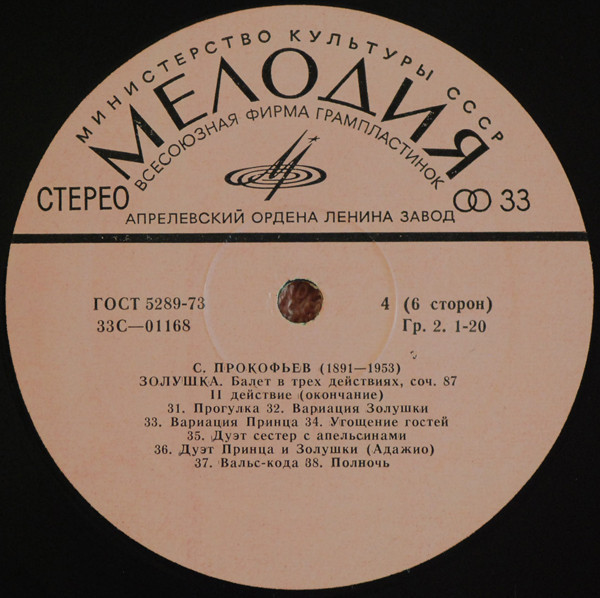 МИНИСТЕРСТВО КУЛЬТУРЫ СССР
МЕЛОДИЯ
ВСЕСОЮЗНАЯ ФИРМА ГРАМПЛАСТИНОК
СТЕРЕО
33
АПРЕЛЕВСКИЙ ОРДЕНА ЛЕНИНА ЗАВОД
ГОСТ 5289-73
4 (6 сторон)
33С—01168
Гр. 2. 1-20
С. ПРОКОФЬЕВ (1891—1953)
ЗОЛУШКА. Балет в трех действиях, соч. 87
II действие (окончание)
31. Прогулка 32. Вариация Золушки
33. Вариация Принца 34. Угощение гостей
35. Дуэт сестер с апельсинами
36. Дуэт Принца и Золушки (Адажио)
37. Вальс-кода 38. Полночь